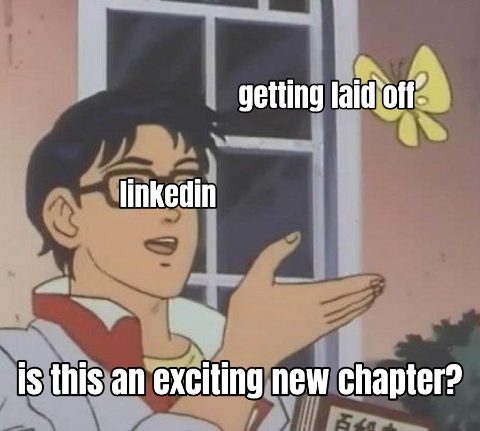 getting laid off
linkedin
is this an exciting new chapter?